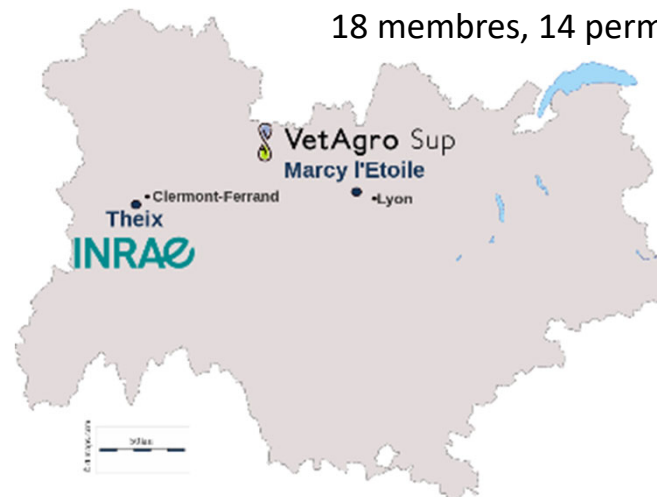 18 membres, 14 perm
VetAgro Sup
Marcy l'Etoile
Clermont-Ferrand
Lyon
Theix
INRAE